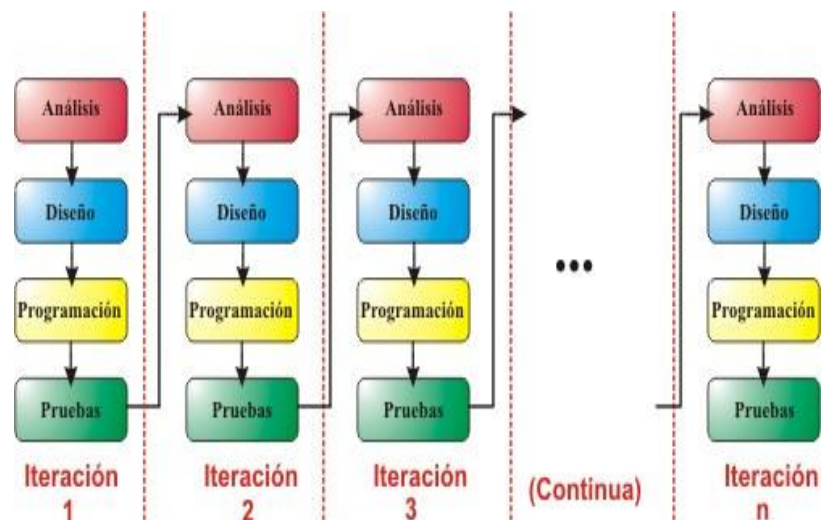 Análisis
Diseño
Programación
Pruebas
Iteración
1
Análisis
Diseño
Programación
Pruebas
Iteración
2
Análisis
Diseño
Programación
Pruebas
Iteración
3
...
(Continua)
Análisis
Diseño
Programación
Pruebas
Iteración
n